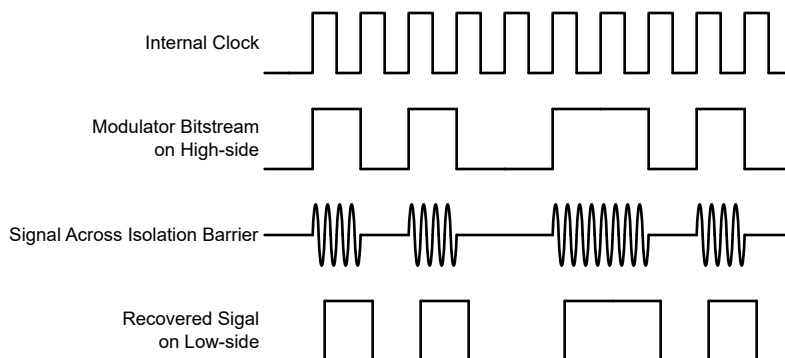 Internal Clock
Modulator Bitstream
on High-side
Signal Across Isolation Barrier
Recovered Sigal
on Low-side